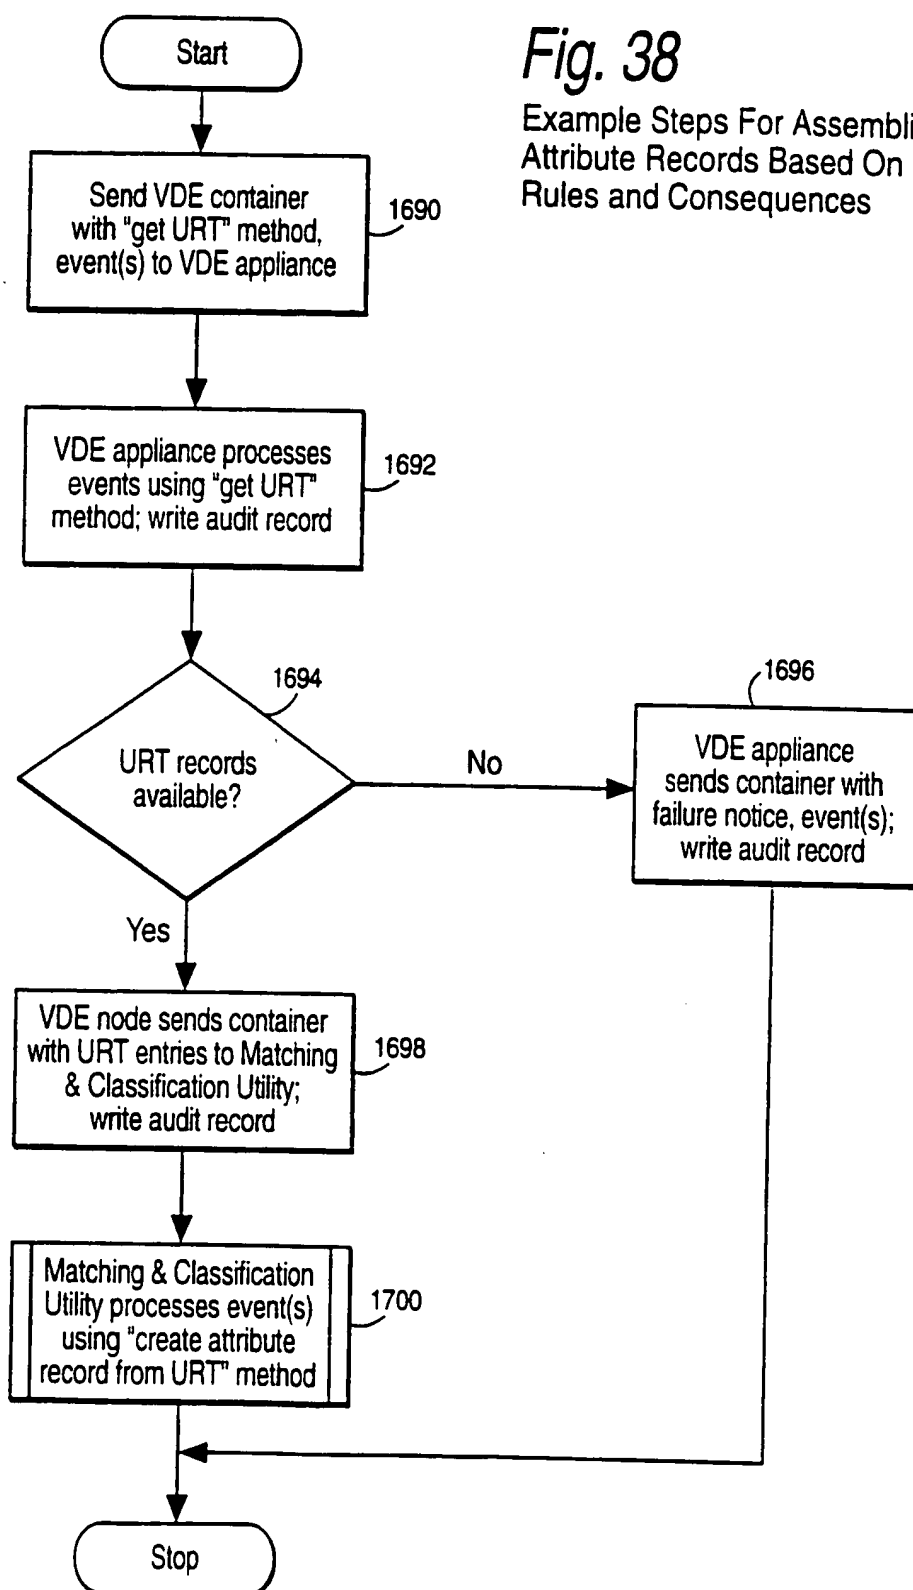 Start
Fig. 38
Example Steps For Assembli
Attribute Records Based On
Rules and Consequences
Send VDE container
with "get URT" method,
event(s) to VDE appliance
1690
VDE appliance processes
events using "get URT"
method; write audit record
1692
URT records
available?
1694
No
1696
VDE appliance
sends container with
failure notice, event(s);
write audit record
Yes
VDE node sends container
with URT entries to Matching
& Classification Utility;
write audit record
1698
Matching & Classification
Utility processes event(s)
using "create attribute
record from URT" method
1700
Stop